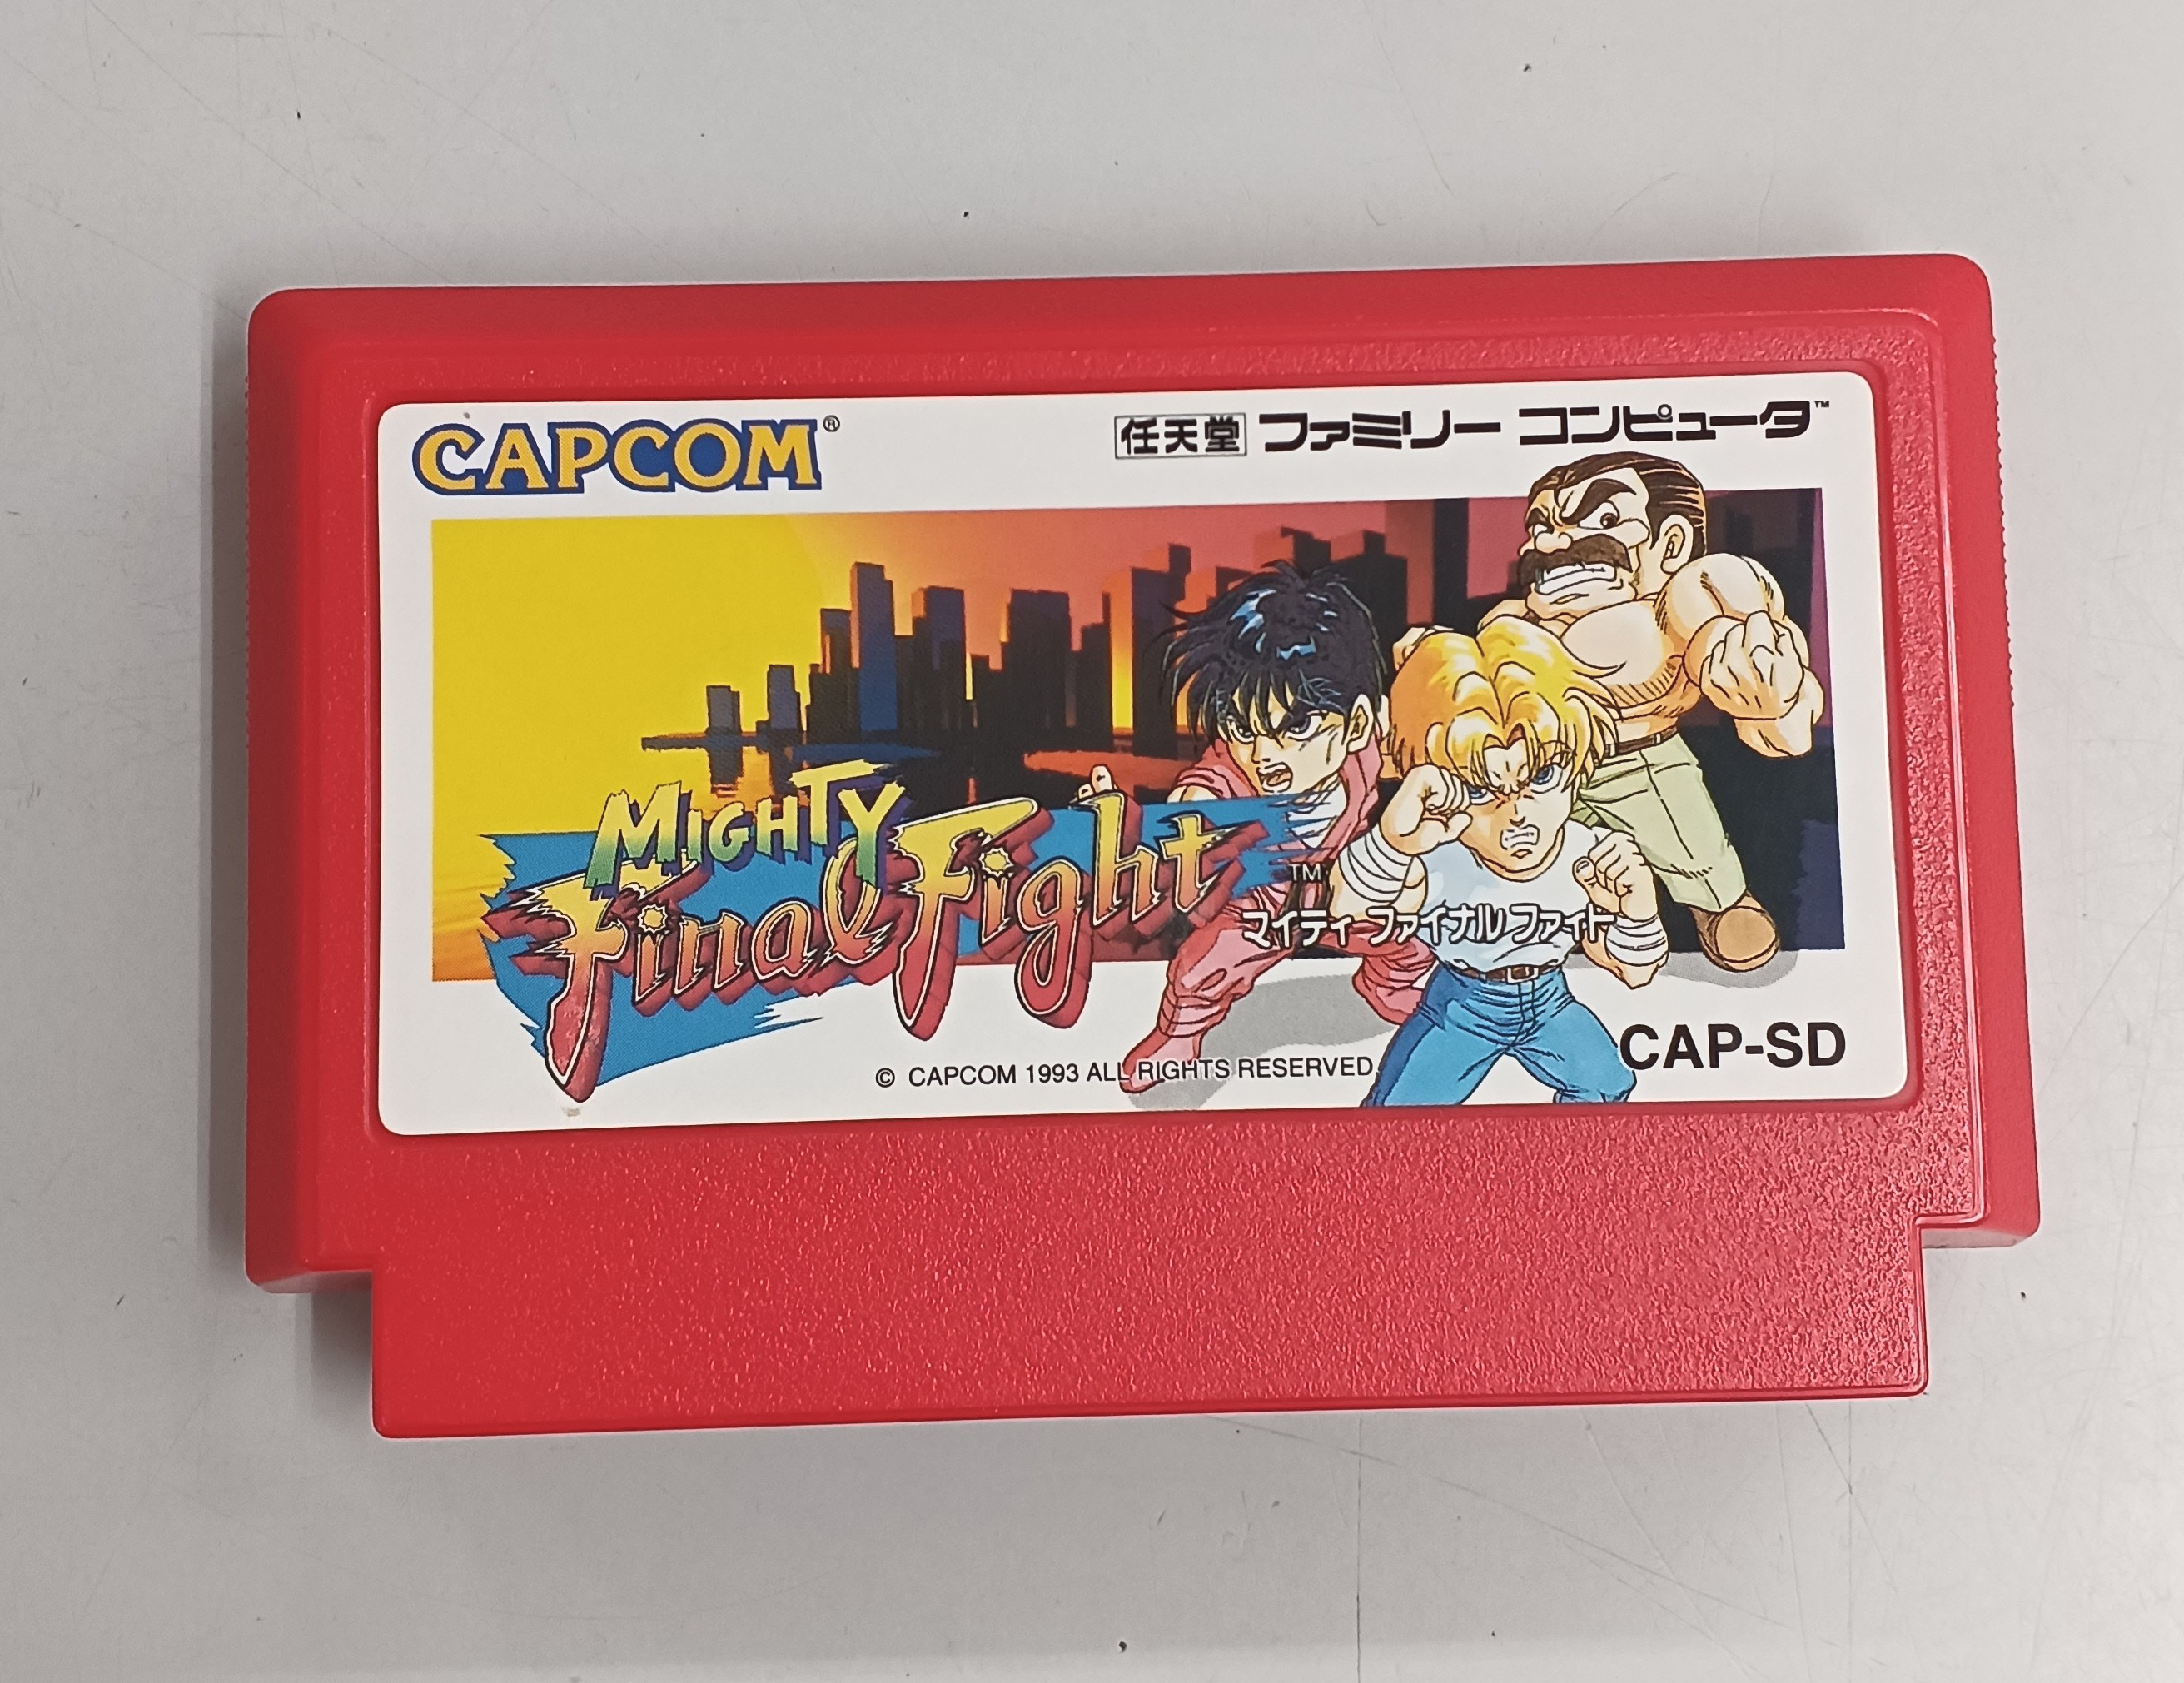 CAPCOM®
任天堂 ファミリー コンピュータ™
MIGHTY
Final Fight™
マイティ ファイナル ファイト
© CAPCOM 1993 ALL RIGHTS RESERVED,
CAP-SD